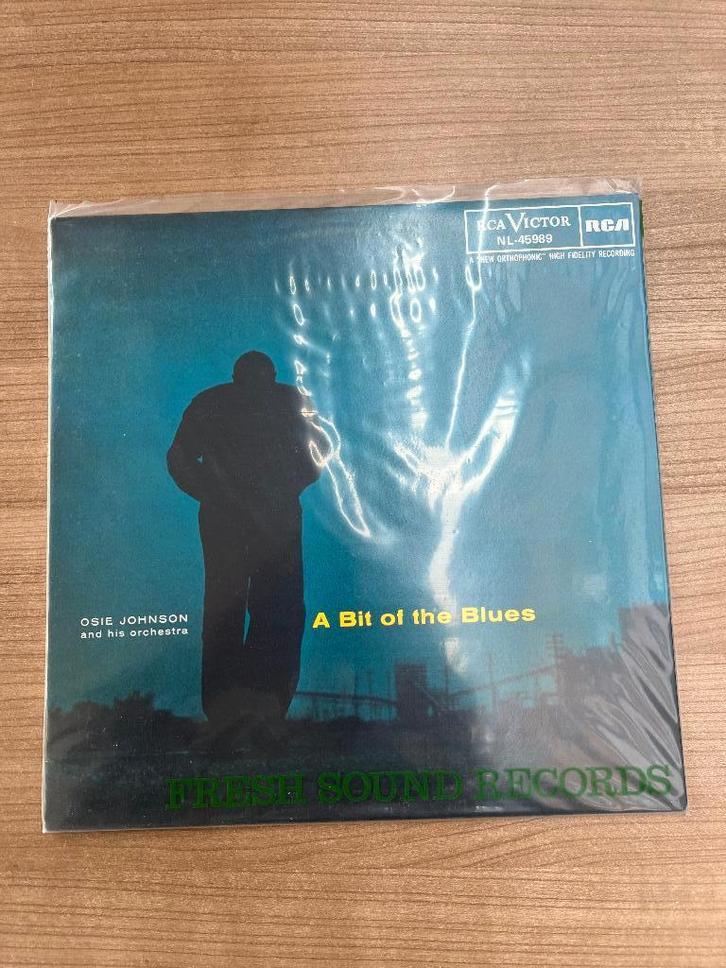 RCA VICTOR
NL-45989
RCA
A "NEW ORTHOPHONIC" HIGH FIDELITY RECORDING
OSIE JOHNSON
and his orchestra
A Bit of the Blues
FRESH SOUND RECORDS